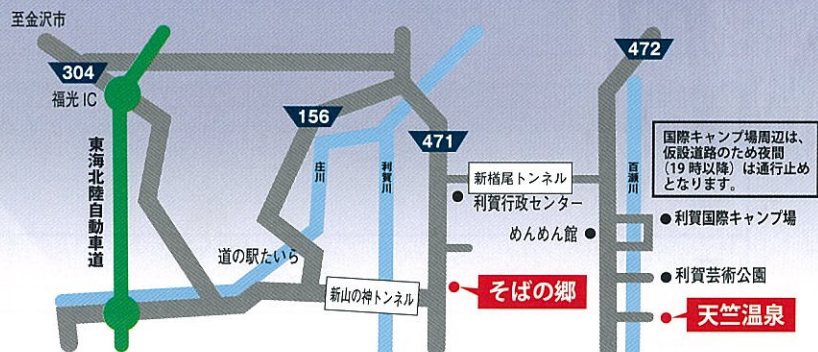 至金沢市
304
福光 IC
東海北陸自動車道
156
庄川
利賀川
471
472
百瀬川
国際キャンプ場周辺は、
仮設道路のため夜間
(19 時以降) は通行止め
となります。
新楢尾トンネル
利賀行政センター
めんめん館
利賀国際キャンプ場
道の駅たいら
利賀芸術公園
新山の神トンネル
そばの郷
天竺温泉